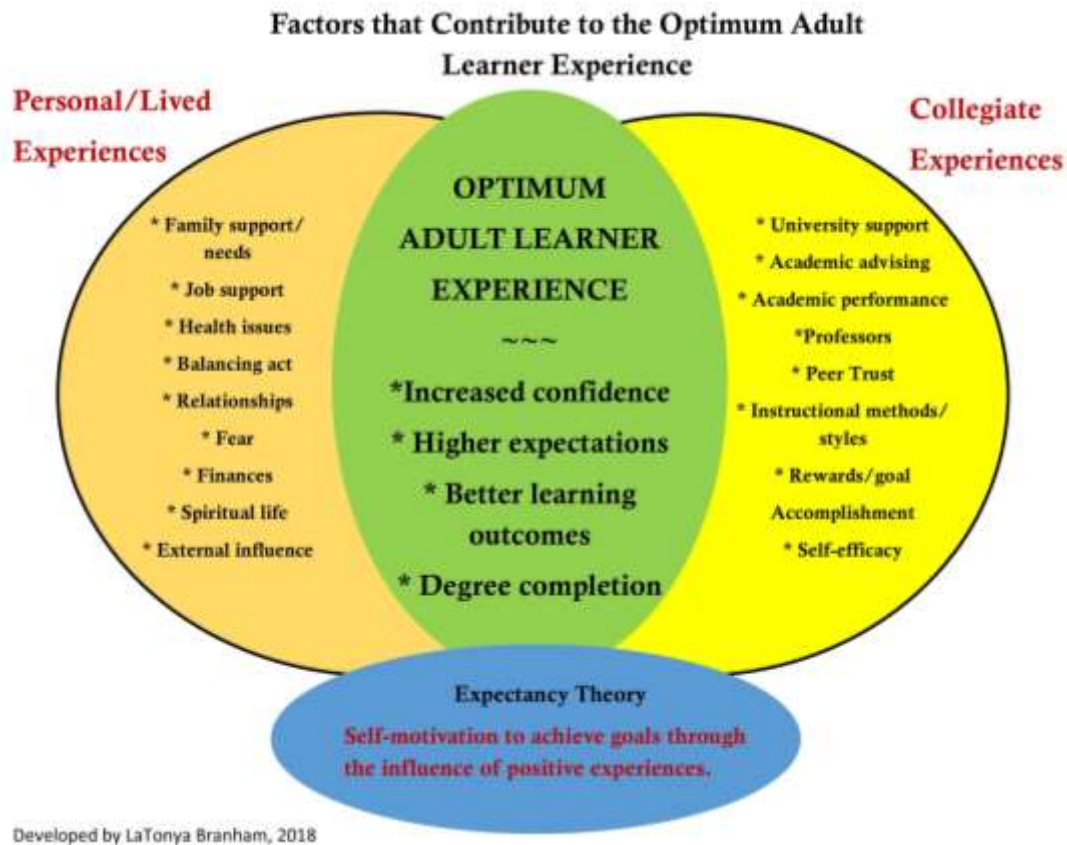 Factors that Contribute to the Optimum Adult
Learner Experience
Personal/Lived
Experiences
* Family support/
needs
* Job support
* Health issues
* Balancing act
* Relationships
* Fear
* Finances
* Spiritual life
* External influence
OPTIMUM
ADULT LEARNER
EXPERIENCE
~~~
*Increased confidence
* Higher expectations
* Better learning
outcomes
* Degree completion
Collegiate
Experiences
* University support
* Academic advising
* Academic performance
*Professors
* Peer Trust
* Instructional methods/
styles
* Rewards/goal
Accomplishment
* Self-efficacy
Expectancy Theory
Self-motivation to achieve goals through
the influence of positive experiences.
Developed by LaTonya Branham, 2018